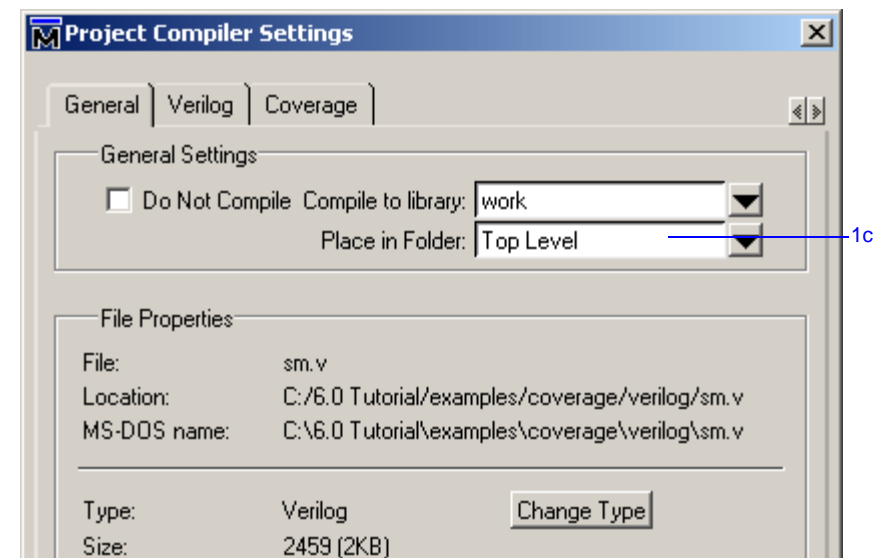 Project Compiler Settings
General Verilog Coverage
General Settings
Do Not Compile Compile to library: work
Place in Folder: Top Level 1c
File Properties
File: sm.v
Location: C:/6.0 Tutorial/examples/coverage/verilog/sm.v
MS-DOS name: C:\6.0 Tutorial\examples\coverage\verilog\sm.v
Type: Verilog Change Type
Size: 2459 (2KB)